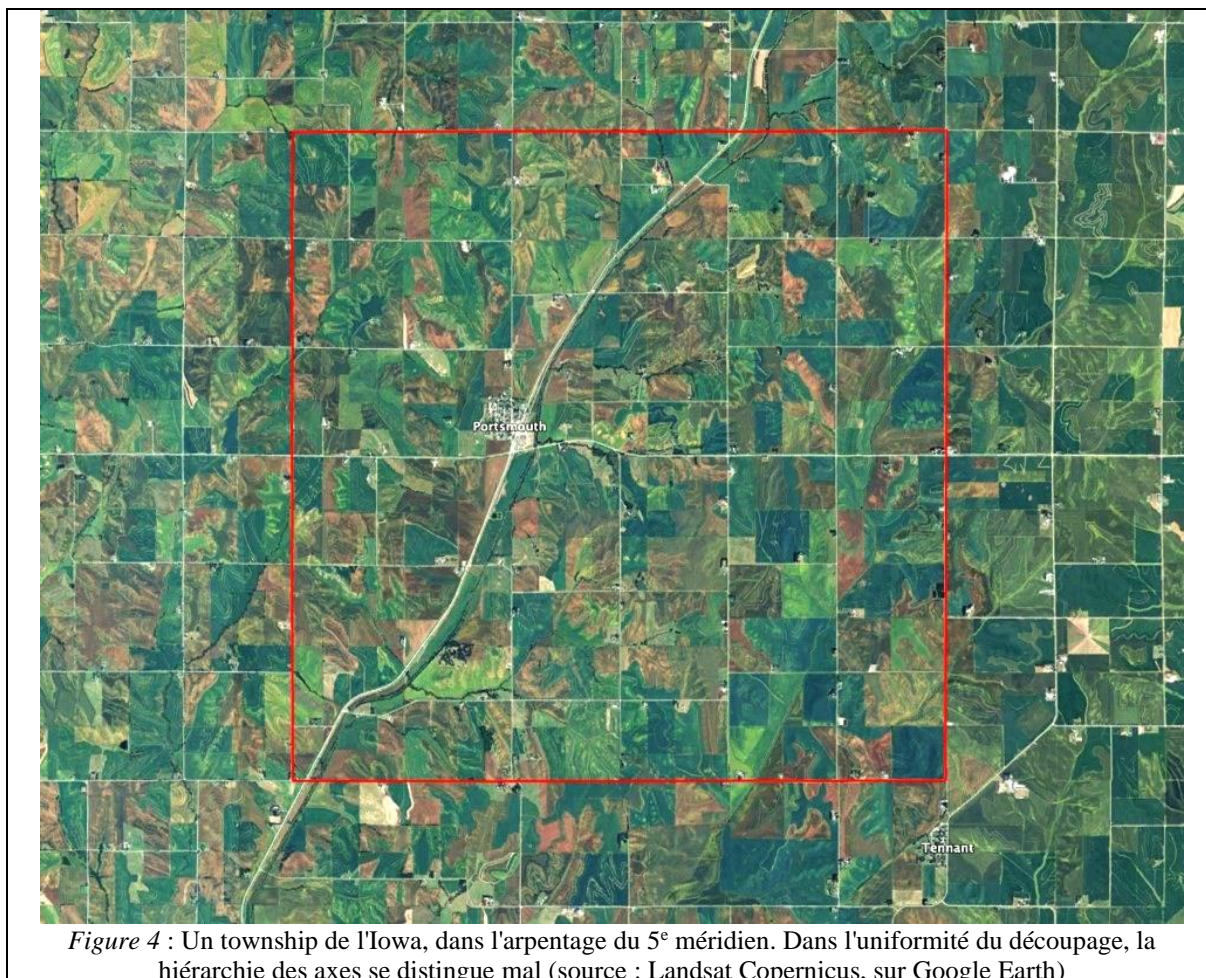 Portsmouth
Tennant
Figure 4 : Un township de l'Iowa, dans l'arpentage du 5e méridien. Dans l'uniformité du découpage, la
hiérarchie des axes se distingue mal (source : Landsat Copernicus, sur Google Earth)